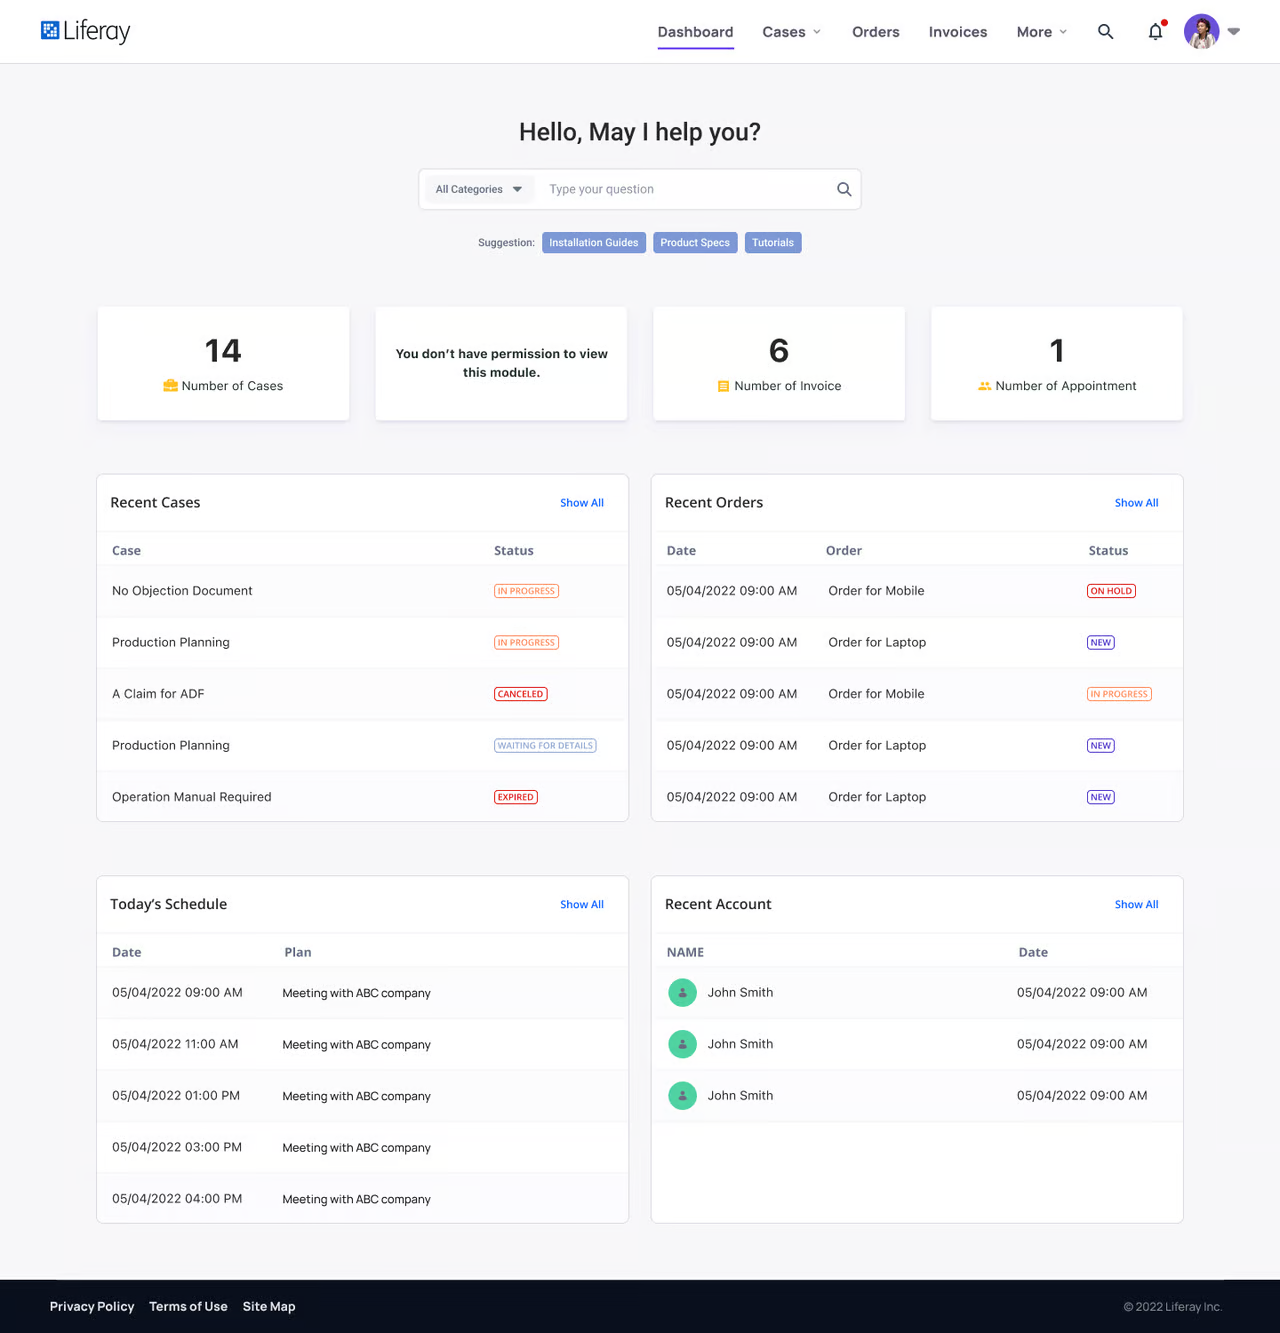 Liferay
Dashboard Cases Orders Invoices More
Hello, May I help you?
All Categories Type your question
Suggestion: Installation Guides Product Specs Tutorials
14
Number of Cases
You don’t have permission to view
this module.
6
Number of Invoice
1
Number of Appointment
Recent Cases Show All
Case Status
No Objection Document IN PROGRESS
Production Planning IN PROGRESS
A Claim for ADF CANCELED
Production Planning WAITING FOR DETAILS
Operation Manual Required EXPIRED
Recent Orders Show All
Date Order Status
05/04/2022 09:00 AM Order for Mobile ON HOLD
05/04/2022 09:00 AM Order for Laptop NEW
05/04/2022 09:00 AM Order for Mobile IN PROGRESS
05/04/2022 09:00 AM Order for Laptop NEW
05/04/2022 09:00 AM Order for Laptop NEW
Today’s Schedule Show All
Date Plan
05/04/2022 09:00 AM Meeting with ABC company
05/04/2022 11:00 AM Meeting with ABC company
05/04/2022 01:00 PM Meeting with ABC company
05/04/2022 03:00 PM Meeting with ABC company
05/04/2022 04:00 PM Meeting with ABC company
Recent Account Show All
NAME Date
John Smith 05/04/2022 09:00 AM
John Smith 05/04/2022 09:00 AM
John Smith 05/04/2022 09:00 AM
Privacy Policy Terms of Use Site Map © 2022 Liferay Inc.